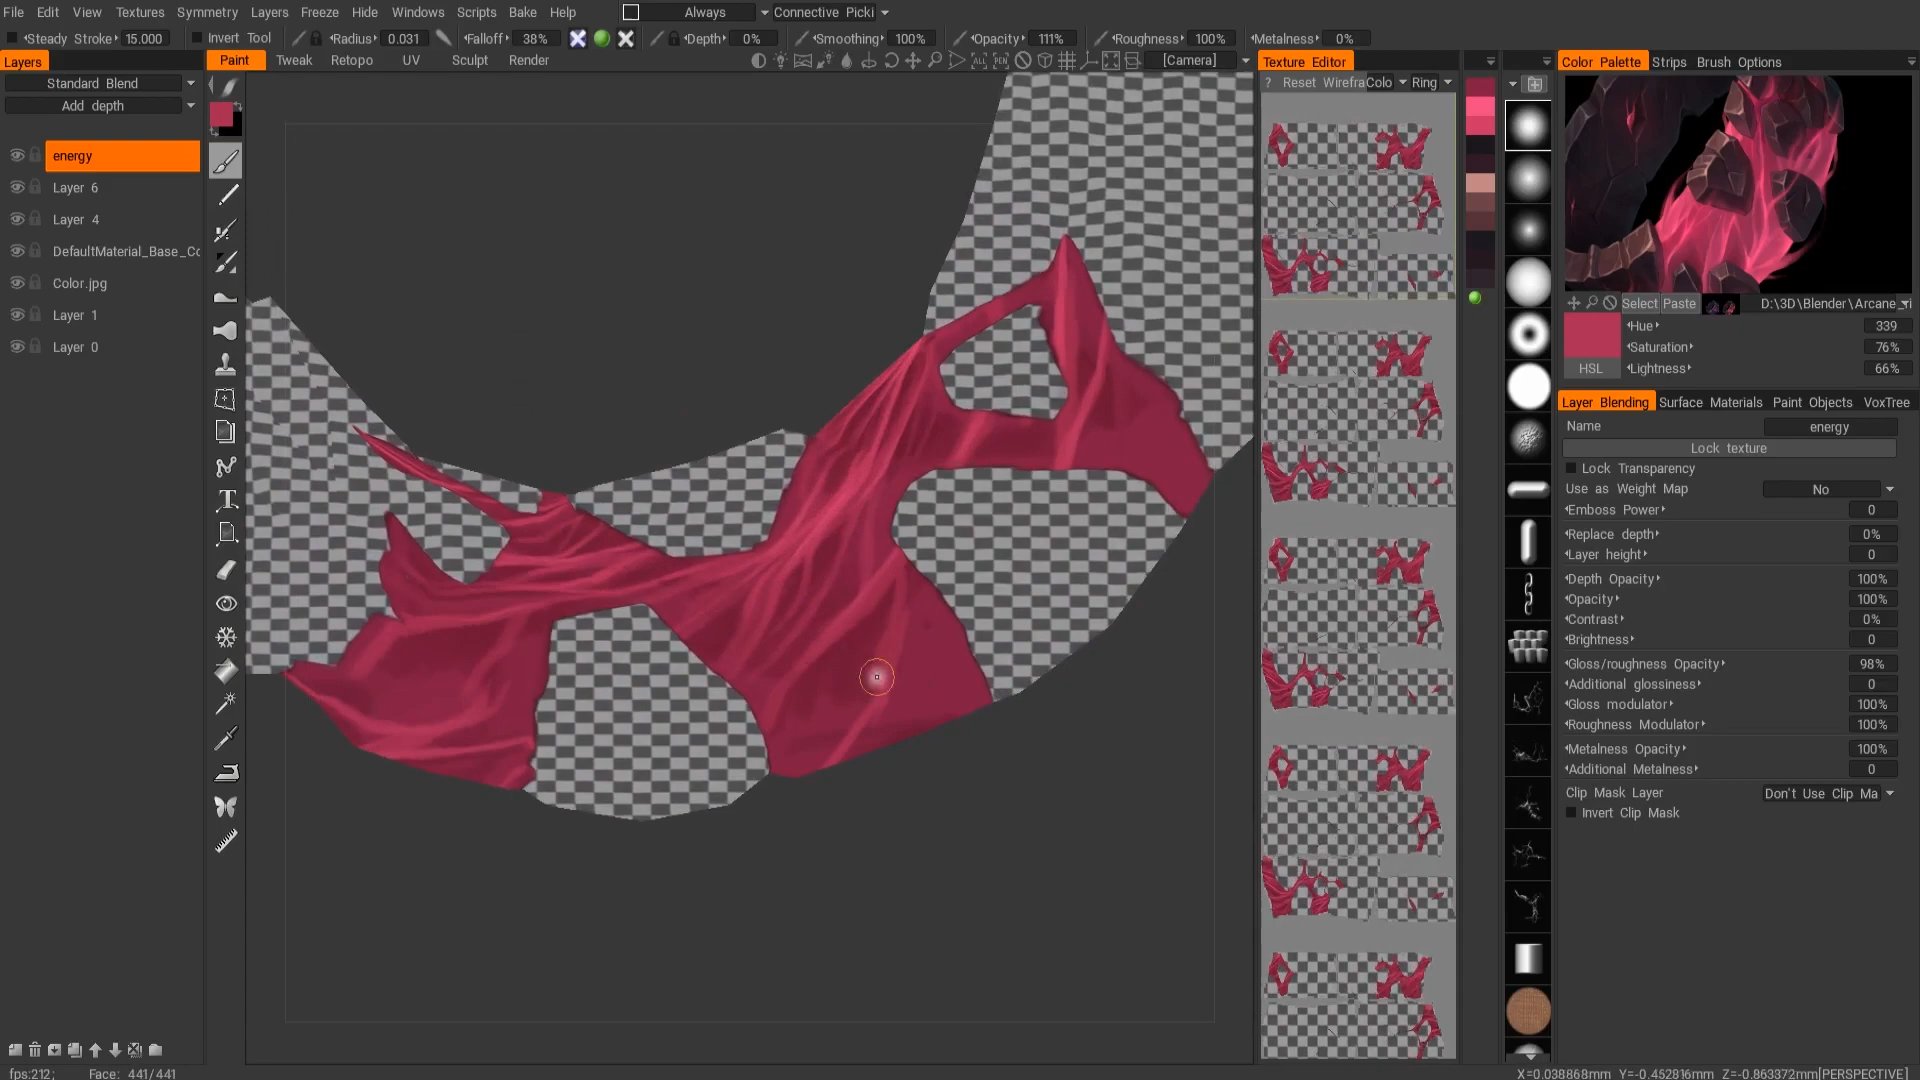 File Edit View Textures Symmetry Layers Freeze Hide Windows Scripts Bake Help Always Connective Picki
Steady Stroke 15.000 Invert Tool Radius 0.031 Falloff 38% Depth 0% Smoothing 100% Opacity 111% Roughness 100% Metalness 0%
Layers Paint Tweak Retopo UV Sculpt Render [Camera] Texture Editor Color Palette Strips Brush Options
Standard Blend ? Reset Wirefra Colo Ring
Add depth
energy
Layer 6
Layer 4
DefaultMaterial_Base_Co
Color.jpg
Layer 1
Layer 0
Select Paste D:\3D\Blender\Arcane_
Hue 339
Saturation 76%
HSL Lightness 66%
Layer Blending Surface Materials Paint Objects VoxTree
Name energy
Lock texture
Lock Transparency
Use as Weight Map No
Emboss Power 0
Replace depth 0%
Layer height 0
Depth Opacity 100%
Opacity 100%
Contrast 0%
Brightness 0
Gloss/roughness Opacity 98%
Additional glossiness 0
Gloss modulator 100%
Roughness Modulator 100%
Metalness Opacity 100%
Additional Metalness 0
Clip Mask Layer Don't Use Clip Ma
Invert Clip Mask
fps:212; Face: 441/441 X=0.038868mm Y=-0.452816mm Z=-0.863372mm[PERSPECTIVE]